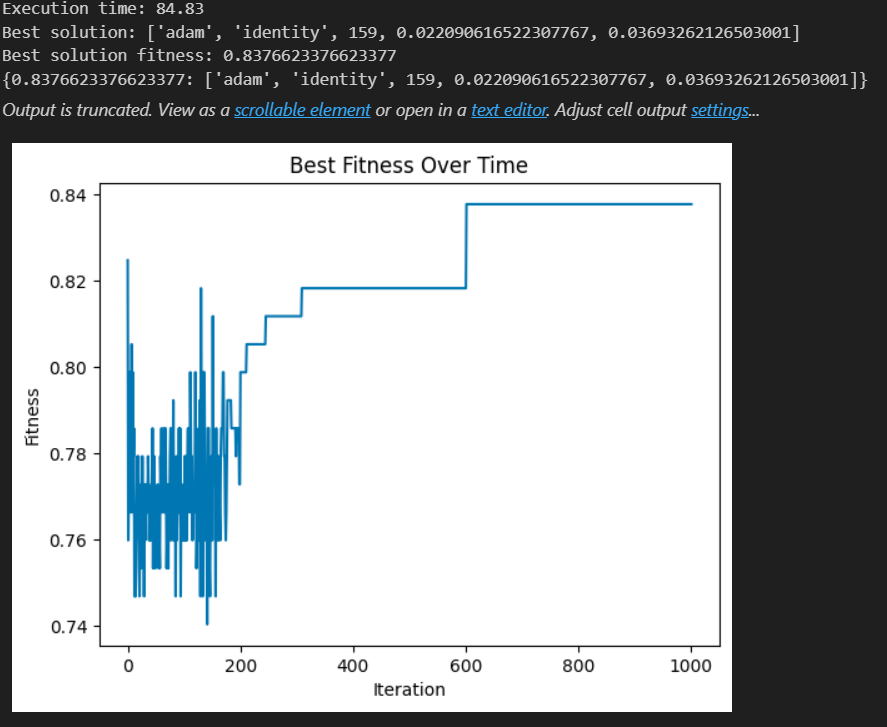 Execution time: 84.83
Best solution: ['adam', 'identity', 159, 0.022090616522307767, 0.03693262126503001]
Best solution fitness: 0.8376623376623377
{0.8376623376623377: ['adam', 'identity', 159, 0.022090616522307767, 0.03693262126503001]}
Output is truncated. View as a scrollable element or open in a text editor. Adjust cell output settings...
Best Fitness Over Time
0.84
0.82
0.80
0.78
0.76
0.74
Fitness
0 200 400 600 800 1000
Iteration